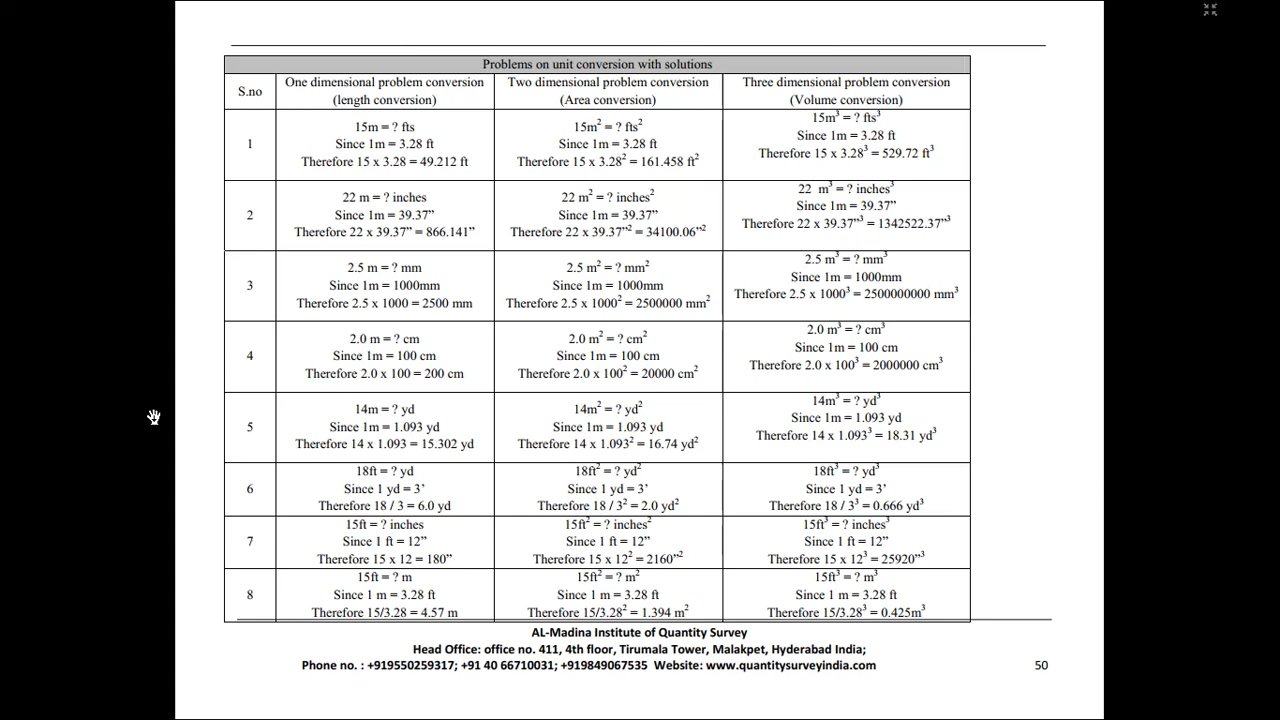 Problems on unit conversion with solutions
S.no
One dimensional problem conversion
(length conversion)
Two dimensional problem conversion
(Area conversion)
Three dimensional problem conversion
(Volume conversion)
1
15m = ? fts
Since 1m = 3.28 ft
Therefore 15 x 3.28 = 49.212 ft
15m² = ? fts²
Since 1m = 3.28 ft
Therefore 15 x 3.28² = 161.458 ft²
15m³ = ? fts³
Since 1m = 3.28 ft
Therefore 15 x 3.28³ = 529.72 ft³
2
22 m = ? inches
Since 1m = 39.37”
Therefore 22 x 39.37” = 866.141”
22 m² = ? inches²
Since 1m = 39.37”
Therefore 22 x 39.37”² = 34100.06”²
22 m³ = ? inches³
Since 1m = 39.37”
Therefore 22 x 39.37”³ = 1342522.37”³
3
2.5 m = ? mm
Since 1m = 1000mm
Therefore 2.5 x 1000 = 2500 mm
2.5 m² = ? mm²
Since 1m = 1000mm
Therefore 2.5 x 1000² = 2500000 mm²
2.5 m³ = ? mm³
Since 1m = 1000mm
Therefore 2.5 x 1000³ = 2500000000 mm³
4
2.0 m = ? cm
Since 1m = 100 cm
Therefore 2.0 x 100 = 200 cm
2.0 m² = ? cm²
Since 1m = 100 cm
Therefore 2.0 x 100² = 20000 cm²
2.0 m³ = ? cm³
Since 1m = 100 cm
Therefore 2.0 x 100³ = 2000000 cm³
5
14m = ? yd
Since 1m = 1.093 yd
Therefore 14 x 1.093 = 15.302 yd
14m² = ? yd²
Since 1m = 1.093 yd
Therefore 14 x 1.093² = 16.74 yd²
14m³ = ? yd³
Since 1m = 1.093 yd
Therefore 14 x 1.093³ = 18.31 yd³
6
18ft = ? yd
Since 1 yd = 3’
Therefore 18 / 3 = 6.0 yd
18ft² = ? yd²
Since 1 yd = 3’
Therefore 18 / 3² = 2.0 yd²
18ft³ = ? yd³
Since 1 yd = 3’
Therefore 18 / 3³ = 0.666 yd³
7
15ft = ? inches
Since 1 ft = 12”
Therefore 15 x 12 = 180”
15ft² = ? inches²
Since 1 ft = 12”
Therefore 15 x 12² = 2160”²
15ft³ = ? inches³
Since 1 ft = 12”
Therefore 15 x 12³ = 25920”³
8
15ft = ? m
Since 1 m = 3.28 ft
Therefore 15/3.28 = 4.57 m
15ft² = ? m²
Since 1 m = 3.28 ft
Therefore 15/3.28² = 1.394 m²
15ft³ = ? m³
Since 1 m = 3.28 ft
Therefore 15/3.28³ = 0.425m³
AL-Madina Institute of Quantity Survey
Head Office: office no. 411, 4th floor, Tirumala Tower, Malakpet, Hyderabad India;
Phone no. : +919550259317; +91 40 66710031; +919849067535 Website: www.quantitysurveyindia.com
50